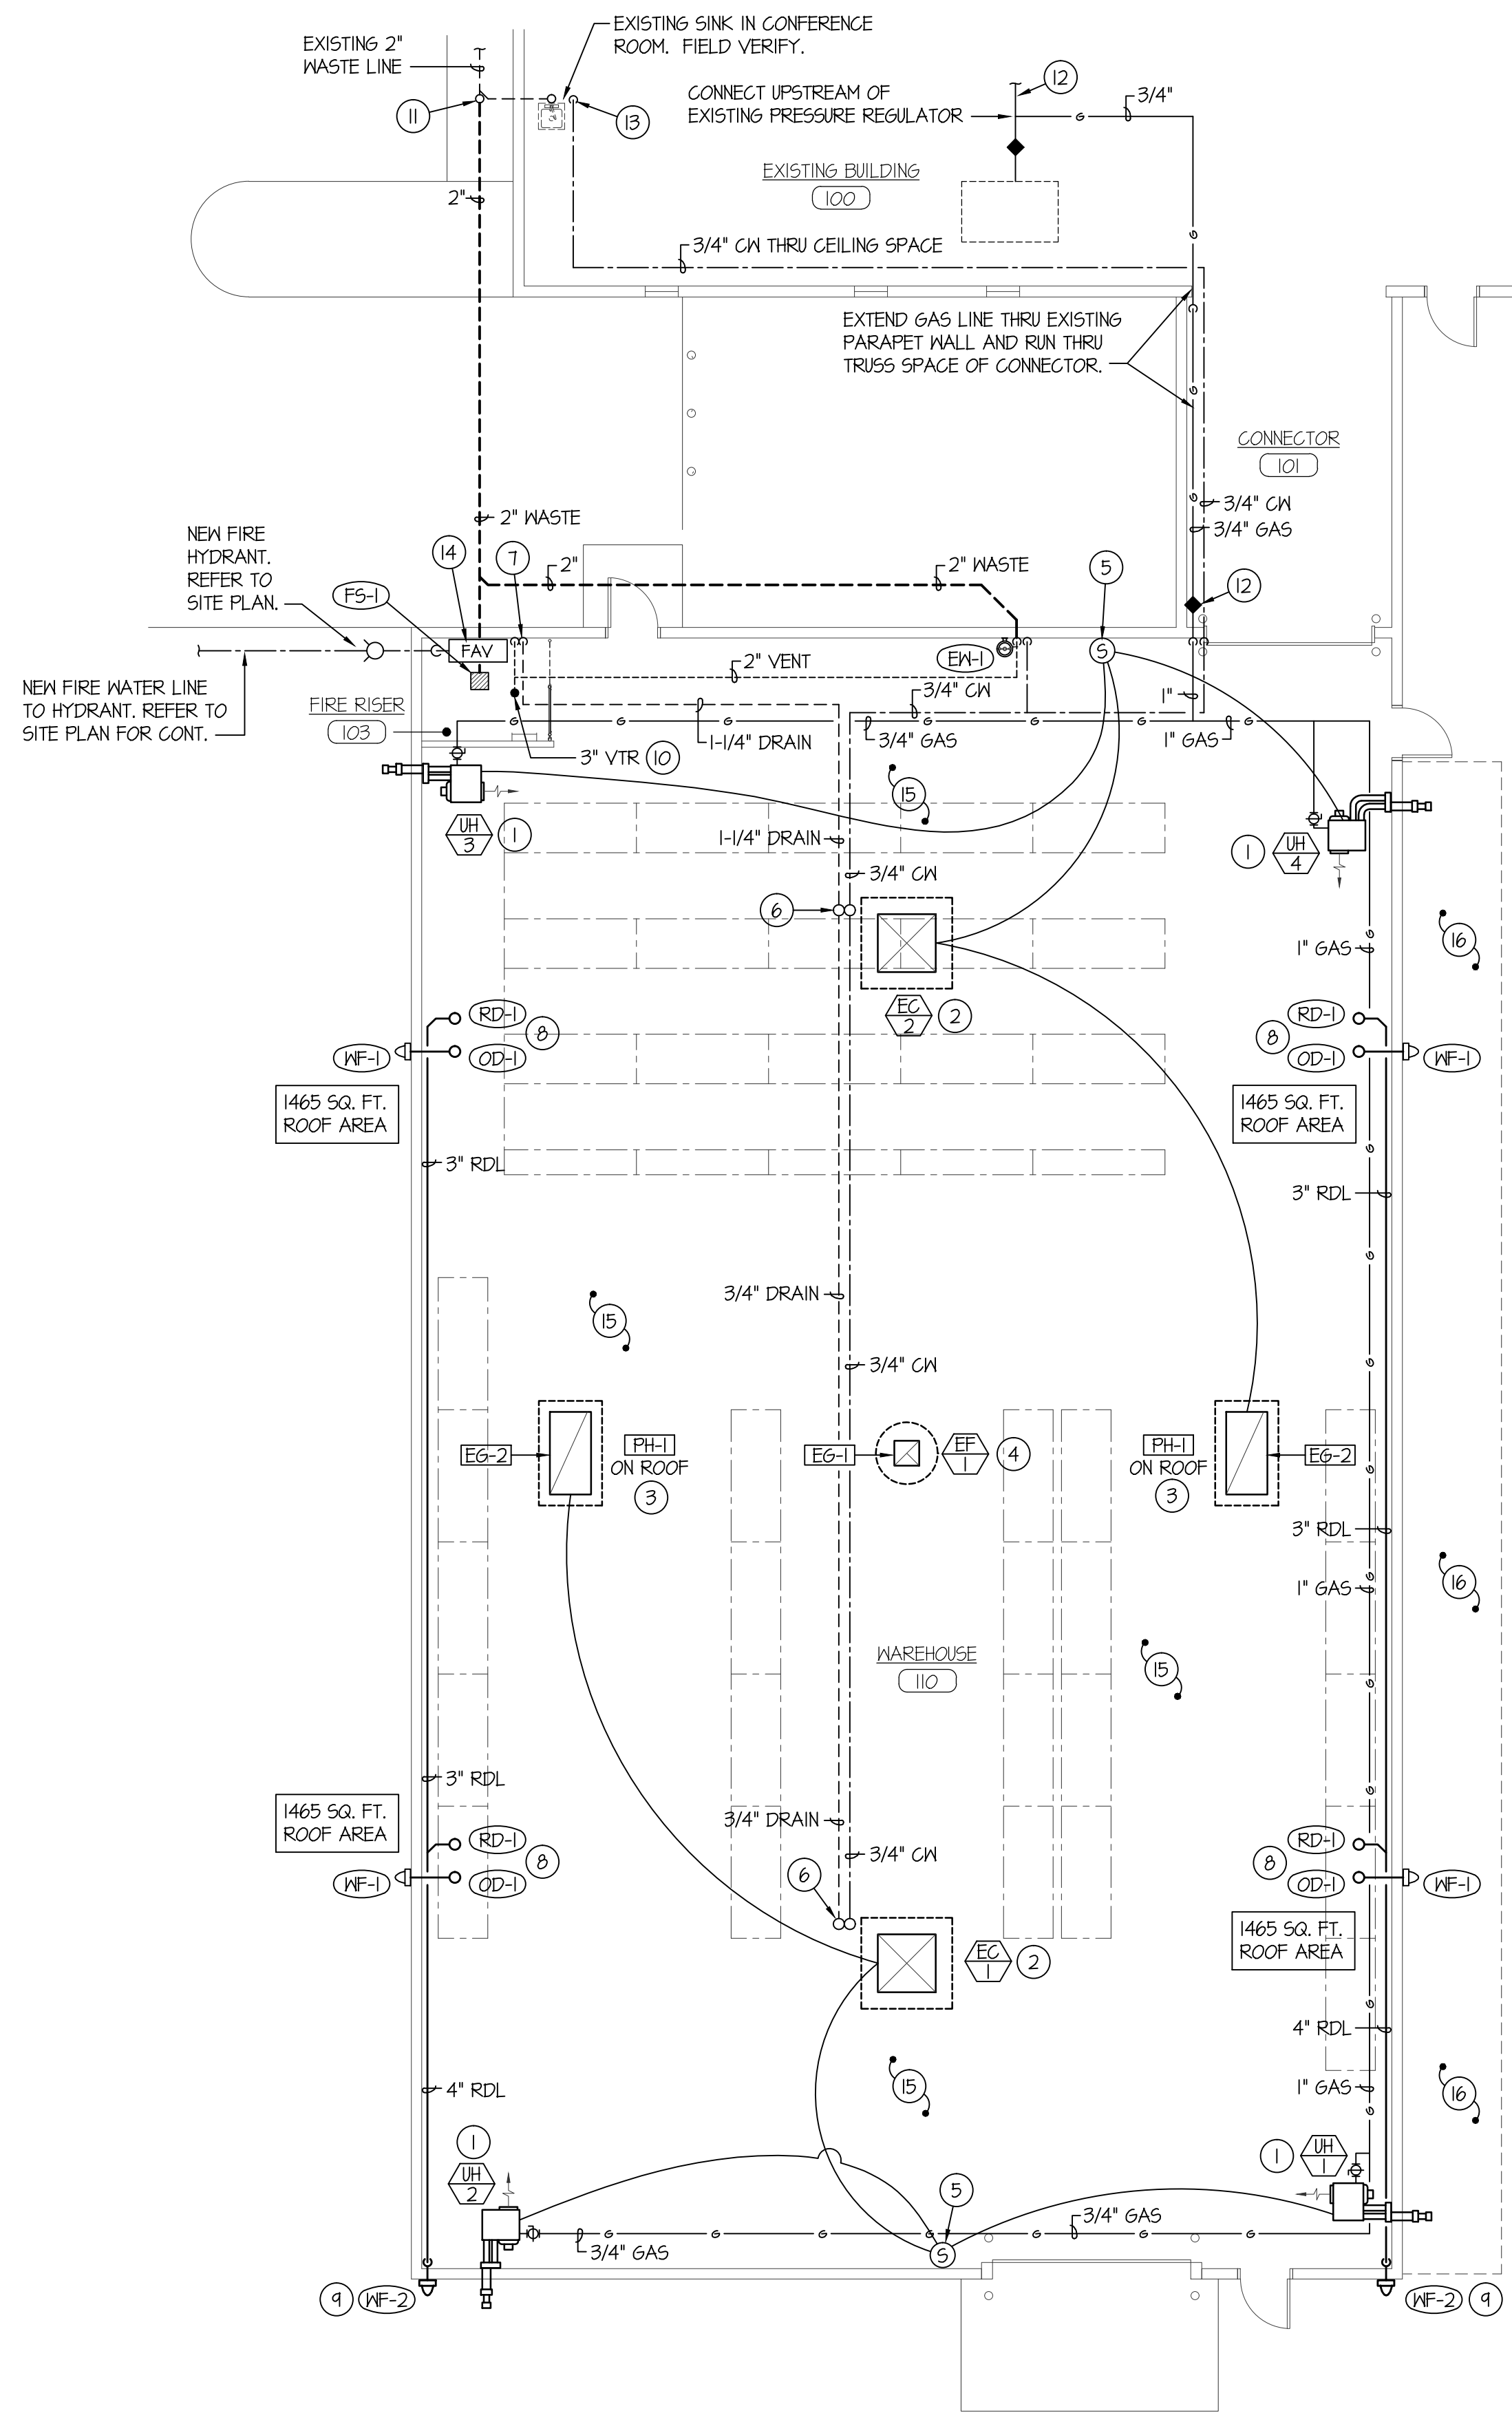 EXISTING SINK IN CONFERENCE
ROOM. FIELD VERIFY.
EXISTING 2"
WASTE LINE
11
13
CONNECT UPSTREAM OF
EXISTING PRESSURE REGULATOR
12
3/4"
G
EXISTING BUILDING
100
2"
G
3/4" CW THRU CEILING SPACE
EXTEND GAS LINE THRU EXISTING
PARAPET WALL AND RUN THRU
TRUSS SPACE OF CONNECTOR.
G
CONNECTOR
101
G
3/4" CW
3/4" GAS
2" WASTE
NEW FIRE
HYDRANT.
REFER TO
SITE PLAN.
14
7
2"
2" WASTE
5
12
FS-1
FAV
EW-1
S
2" VENT
NEW FIRE WATER LINE
TO HYDRANT. REFER TO
SITE PLAN FOR CONT.
FIRE RISER
103
3/4" CW
1"
G G G G G G G
1-1/4" DRAIN
3/4" GAS
1" GAS
3" VTR
10
15
UH
3
1
1-1/4" DRAIN
3/4" CW
1
UH
4
6
G
1" GAS
16
EC
2
2
RD-1
8
OD-1
WF-1
RD-1
8
OD-1
WF-1
1465 SQ. FT.
ROOF AREA
1465 SQ. FT.
ROOF AREA
G
3" RDL
3" RDL
G
3/4" DRAIN
15
3/4" CW
G
EG-2
PH-1
ON ROOF
3
EG-1
EF
1
4
PH-1
ON ROOF
3
EG-2
G
3" RDL
16
G
1" GAS
WAREHOUSE
110
15
G
3" RDL
G
1465 SQ. FT.
ROOF AREA
3/4" DRAIN
3/4" CW
RD-1
8
OD-1
WF-1
6
RD-1
8
OD-1
WF-1
1465 SQ. FT.
ROOF AREA
EC
1
2
G
4" RDL
15
1" GAS
16
4" RDL
G
1
UH
2
1
UH
1
5
3/4" GAS
G G G G G G G
3/4" GAS
S
9
WF-2
WF-2
9